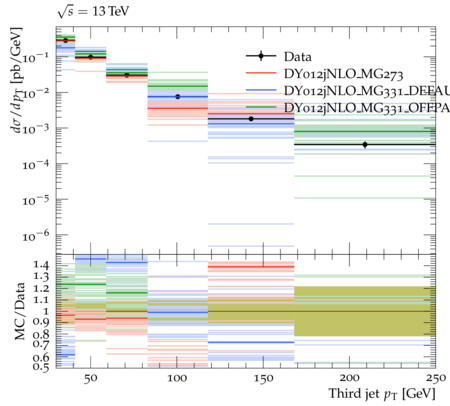 √s = 13 TeV
dσ/dpT [pb/GeV]
10^−1
10^−2
10^−3
10^−4
10^−5
10^−6
Data
DY012jNLO_MG273
DY012jNLO_MG331_DEFAU
DY012jNLO_MG331_OFFPA
MC/Data
1.4
1.3
1.2
1.1
1
0.9
0.8
0.7
0.6
0.5
50 100 150 200 250
Third jet pT [GeV]